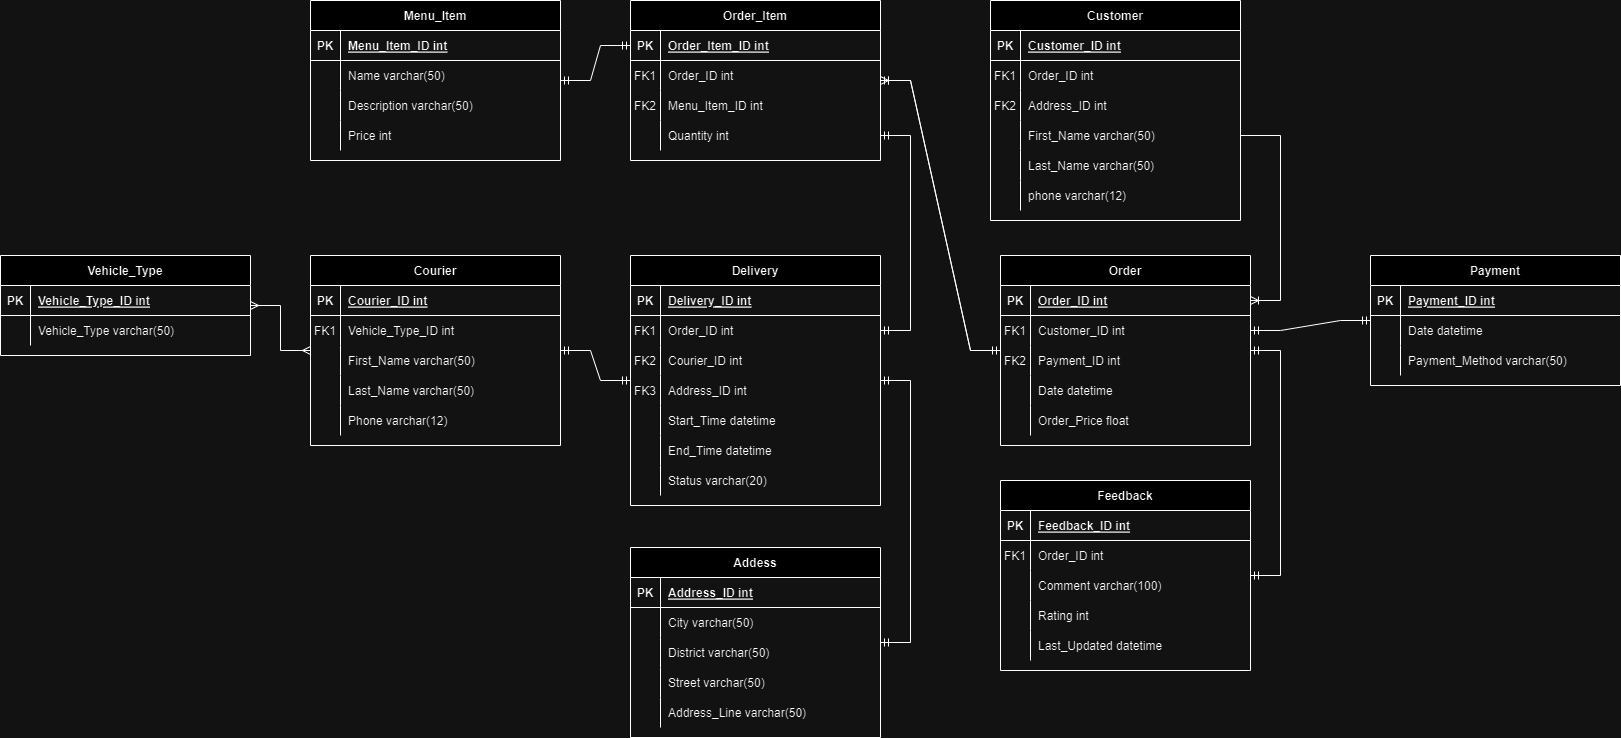 Menu_Item
PK Menu_Item_ID int
Name varchar(50)
Description varchar(50)
Price int
Order_Item
PK Order_Item_ID int
FK1 Order_ID int
FK2 Menu_Item_ID int
Quantity int
Customer
PK Customer_ID int
FK1 Order_ID int
FK2 Address_ID int
First_Name varchar(50)
Last_Name varchar(50)
phone varchar(12)
Vehicle_Type
PK Vehicle_Type_ID int
Vehicle_Type varchar(50)
Courier
PK Courier_ID int
FK1 Vehicle_Type_ID int
First_Name varchar(50)
Last_Name varchar(50)
Phone varchar(12)
Delivery
PK Delivery_ID int
FK1 Order_ID int
FK2 Courier_ID int
FK3 Address_ID int
Start_Time datetime
End_Time datetime
Status varchar(20)
Order
PK Order_ID int
FK1 Customer_ID int
FK2 Payment_ID int
Date datetime
Order_Price float
Payment
PK Payment_ID int
Date datetime
Payment_Method varchar(50)
Addess
PK Address_ID int
City varchar(50)
District varchar(50)
Street varchar(50)
Address_Line varchar(50)
Feedback
PK Feedback_ID int
FK1 Order_ID int
Comment varchar(100)
Rating int
Last_Updated datetime